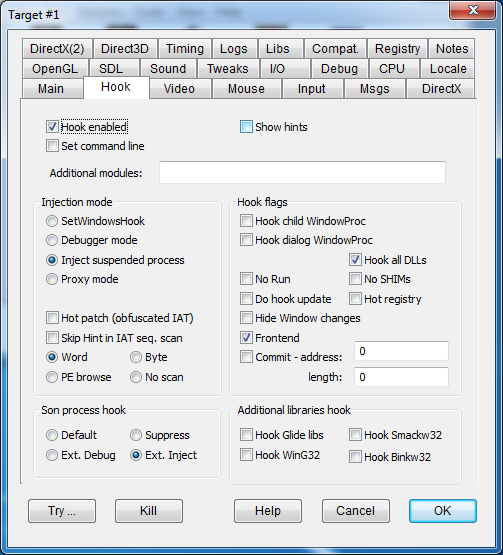 Target #1
DirectX(2) Direct3D Timing Logs Libs Compat. Registry Notes
OpenGL SDL Sound Tweaks I/O Debug CPU Locale
Main Hook Video Mouse Input Msgs DirectX
Hook enabled Show hints
Set command line
Additional modules:
Injection mode
SetWindowsHook
Debugger mode
Inject suspended process
Proxy mode
Hot patch (obfuscated IAT)
Skip Hint in IAT seq. scan
Word Byte
PE browse No scan
Hook flags
Hook child WindowProc
Hook dialog WindowProc
Hook all DLLs
No Run No SHIMs
Do hook update Hot registry
Hide Window changes
Frontend
Commit - address: 0
length: 0
Son process hook
Default Suppress
Ext. Debug Ext. Inject
Additional libraries hook
Hook Glide libs Hook Smackw32
Hook WinG32 Hook Binkw32
Try ... Kill Help Cancel OK